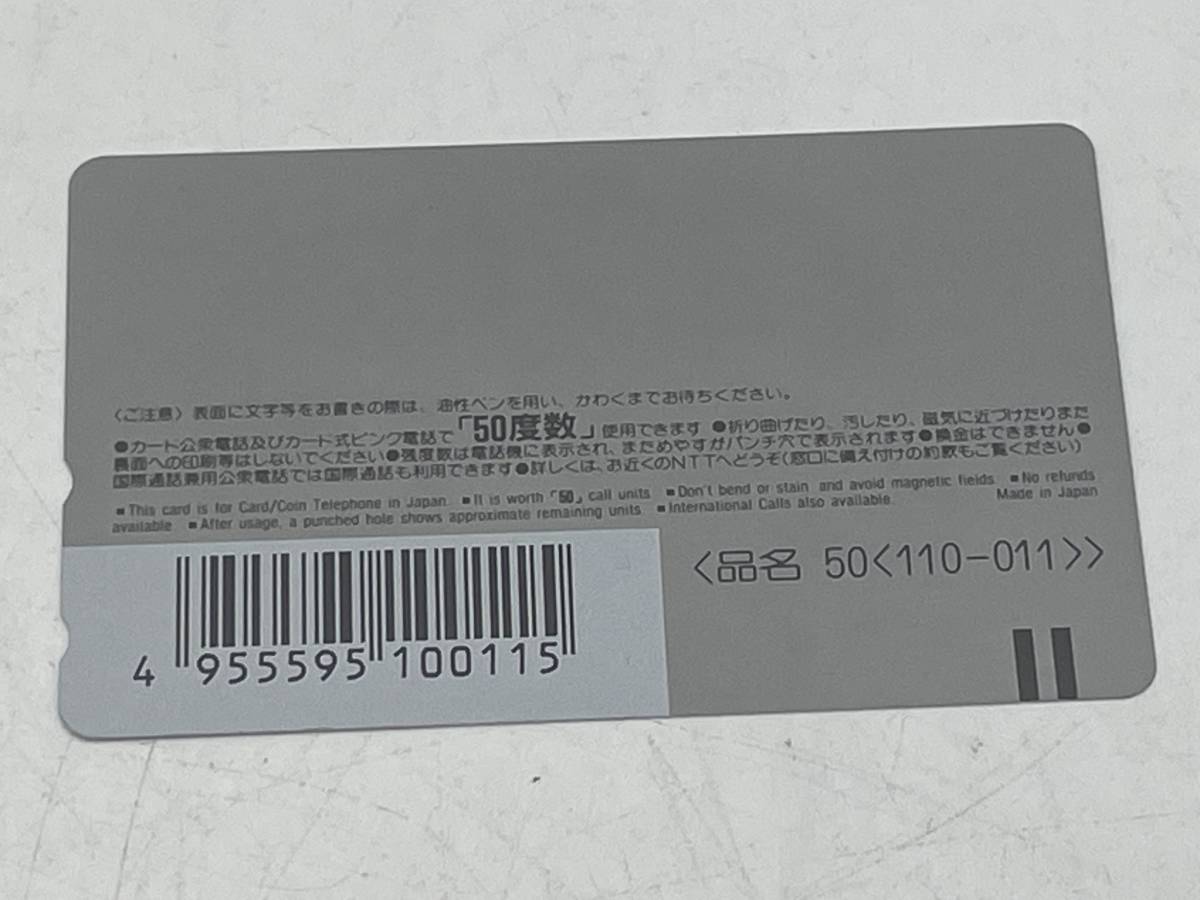 〈ご注意〉表面に文字等をお書きの際は、油性ペンを用い、かわくまでお待ちください。
●カード公衆電話及びカード式ピンク電話で「50度数」使用できます ●折り曲げたり、汚したり、磁気に近づけたりまた
裏面への印刷等はしないでください●残度数は電話機に表示され、まためやすがパンチ穴で表示されます●換金はできません●
国際通話兼用公衆電話では国際通話も利用できます●詳しくは、お近くのNTTへどうぞ(窓口に備え付けの約款もご覧ください)
■This card is for Card/Coin Telephone in Japan. ■It is worth「50」call units ■Don't bend or stain and avoid magnetic fields ■No refunds
available ■After usage, a punched hole shows approximate remaining units ■International Calls also available. Made in Japan
<品名 50<110-011>>
4 955595 100115